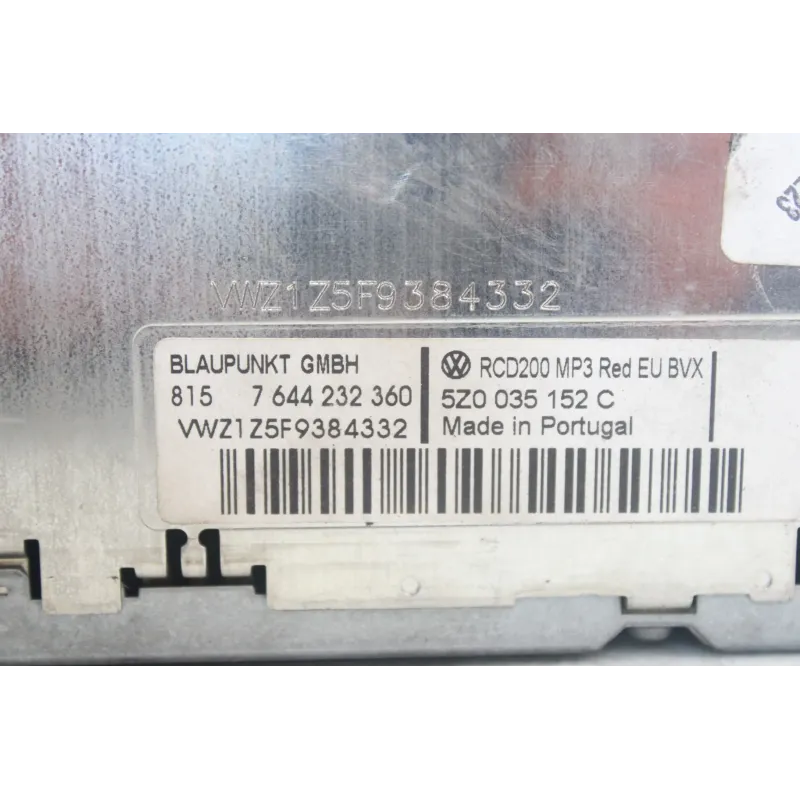 23
VWZ1Z5F9384332
BLAUPUNKT GMBH
815 7 644 232 360
VWZ1Z5F9384332
RCD200 MP3 Red EU BVX
5Z0 035 152 C
Made in Portugal